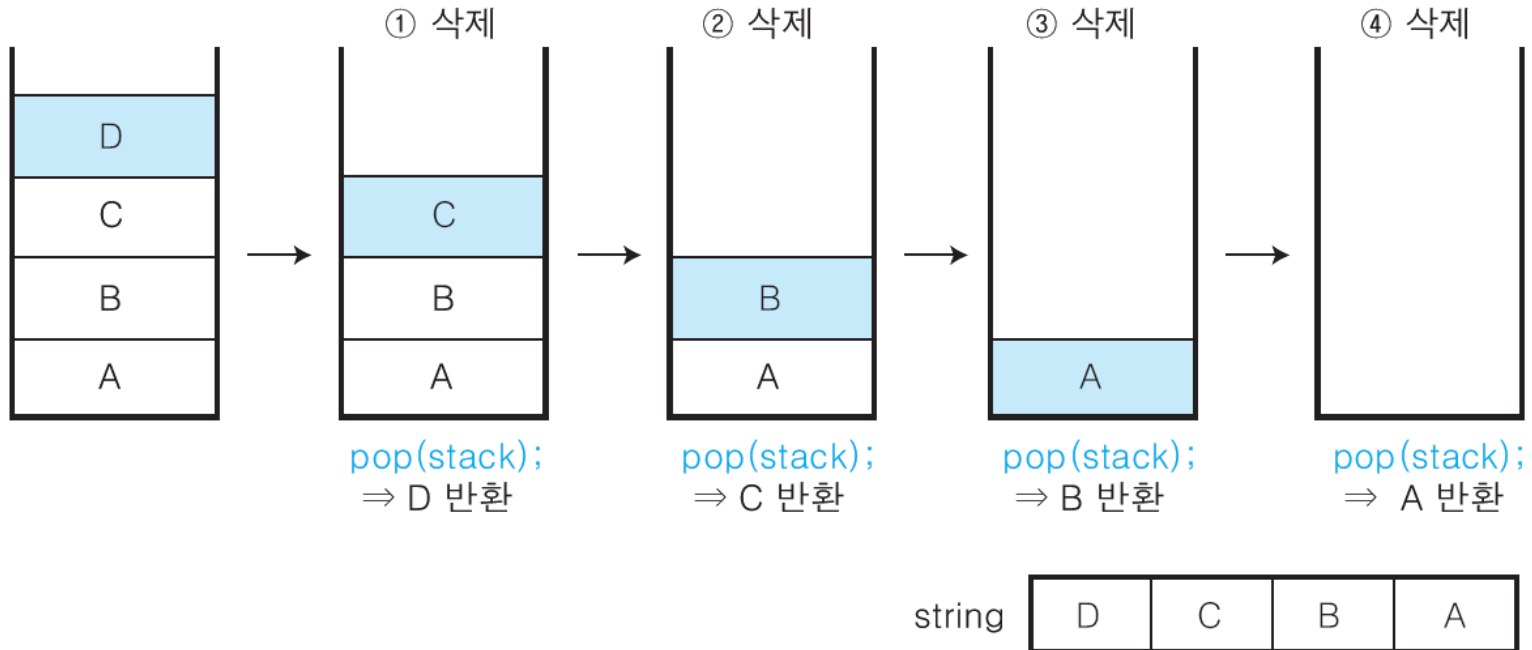 ① 삭제
② 삭제
③ 삭제
④ 삭제
D
C
B
A
C
B
A
B
A
A
pop(stack);
⇒ D 반환
pop(stack);
⇒ C 반환
pop(stack);
⇒ B 반환
pop(stack);
⇒ A 반환
string D C B A